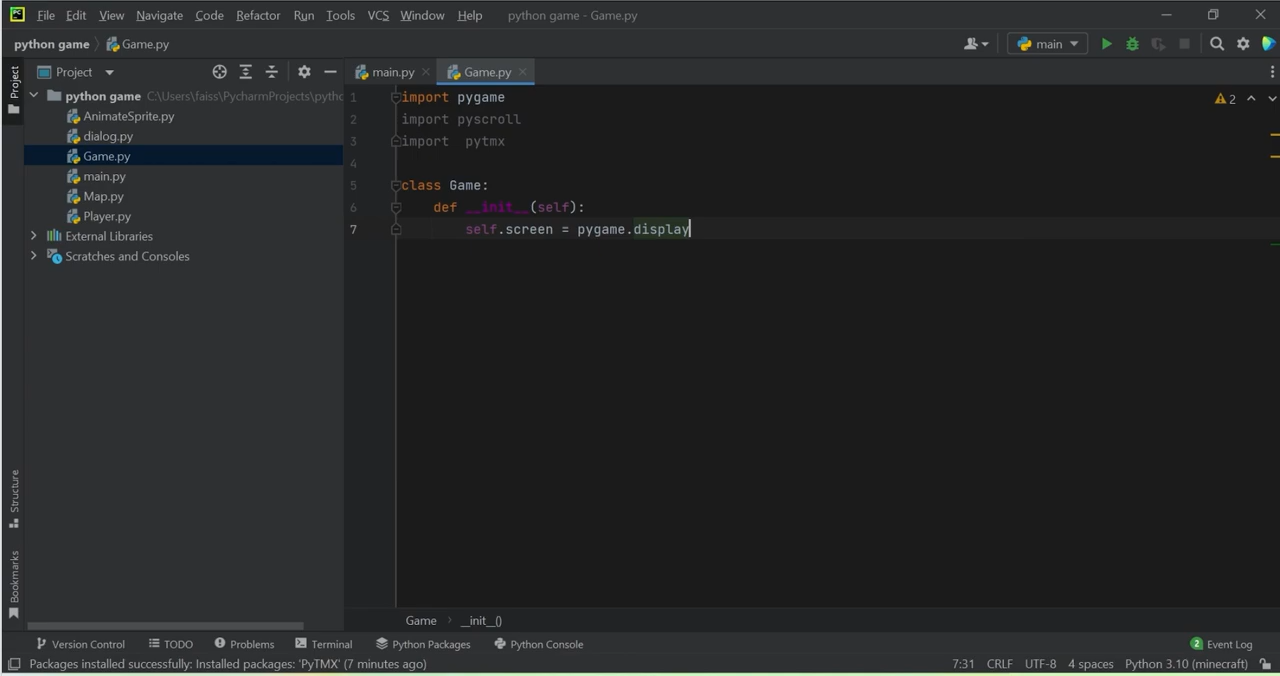 PC File Edit View Navigate Code Refactor Run Tools VCS Window Help python game - Game.py
python game Game.py main
Project Project main.py Game.py
python game C:\Users\faiss\PycharmProjects\pytho
AnimateSprite.py
dialog.py
Game.py
main.py
Map.py
Player.py
External Libraries
Scratches and Consoles
1 import pygame
2 import pyscroll
3 import  pytmx
4
5 class Game:
6     def __init__(self):
7         self.screen = pygame.display
2
Structure
Bookmarks
Game __init__()
Version Control TODO Problems Terminal Python Packages Python Console 2 Event Log
Packages installed successfully: Installed packages: 'PyTMX' (7 minutes ago) 7:31 CRLF UTF-8 4 spaces Python 3.10 (minecraft)